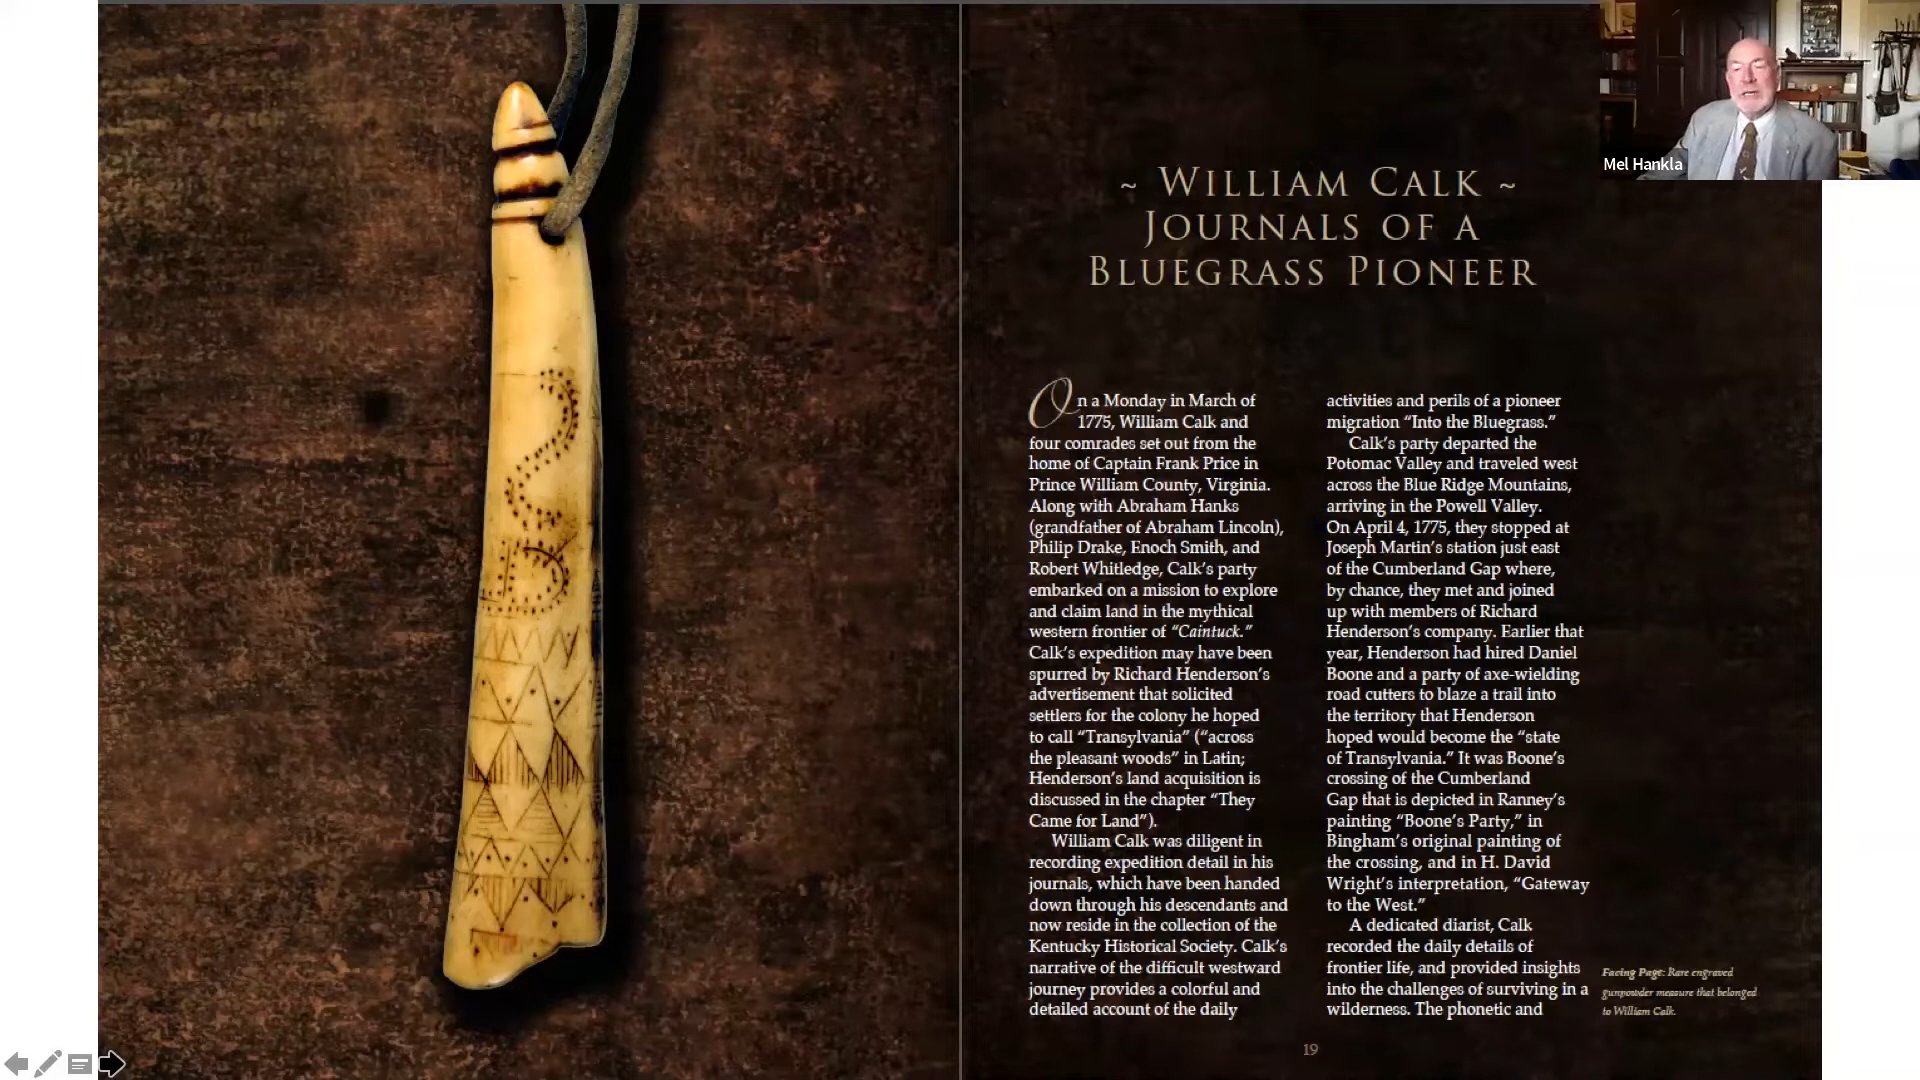 Mel Hankla
~ WILLIAM CALK ~
JOURNALS OF A
BLUEGRASS PIONEER
On a Monday in March of
1775, William Calk and
four comrades set out from the
home of Captain Frank Price in
Prince William County, Virginia.
Along with Abraham Hanks
(grandfather of Abraham Lincoln),
Philip Drake, Enoch Smith, and
Robert Whitledge, Calk's party
embarked on a mission to explore
and claim land in the mythical
western frontier of "Caintuck."
Calk's expedition may have been
spurred by Richard Henderson's
advertisement that solicited
settlers for the colony he hoped
to call "Transylvania" ("across
the pleasant woods" in Latin;
Henderson's land acquisition is
discussed in the chapter "They
Came for Land").
William Calk was diligent in
recording expedition detail in his
journals, which have been handed
down through his descendants and
now reside in the collection of the
Kentucky Historical Society. Calk's
narrative of the difficult westward
journey provides a colorful and
detailed account of the daily
activities and perils of a pioneer
migration "Into the Bluegrass."
Calk's party departed the
Potomac Valley and traveled west
across the Blue Ridge Mountains,
arriving in the Powell Valley.
On April 4, 1775, they stopped at
Joseph Martin's station just east
of the Cumberland Gap where,
by chance, they met and joined
up with members of Richard
Henderson's company. Earlier that
year, Henderson had hired Daniel
Boone and a party of axe-wielding
road cutters to blaze a trail into
the territory that Henderson
hoped would become the "state
of Transylvania." It was Boone's
crossing of the Cumberland
Gap that is depicted in Ranney's
painting "Boone's Party," in
Bingham's original painting of
the crossing, and in H. David
Wright's interpretation, "Gateway
to the West."
A dedicated diarist, Calk
recorded the daily details of
frontier life, and provided insights
into the challenges of surviving in a
wilderness. The phonetic and
Facing Page: Rare engraved
gunpowder measure that belonged
to William Calk.
19